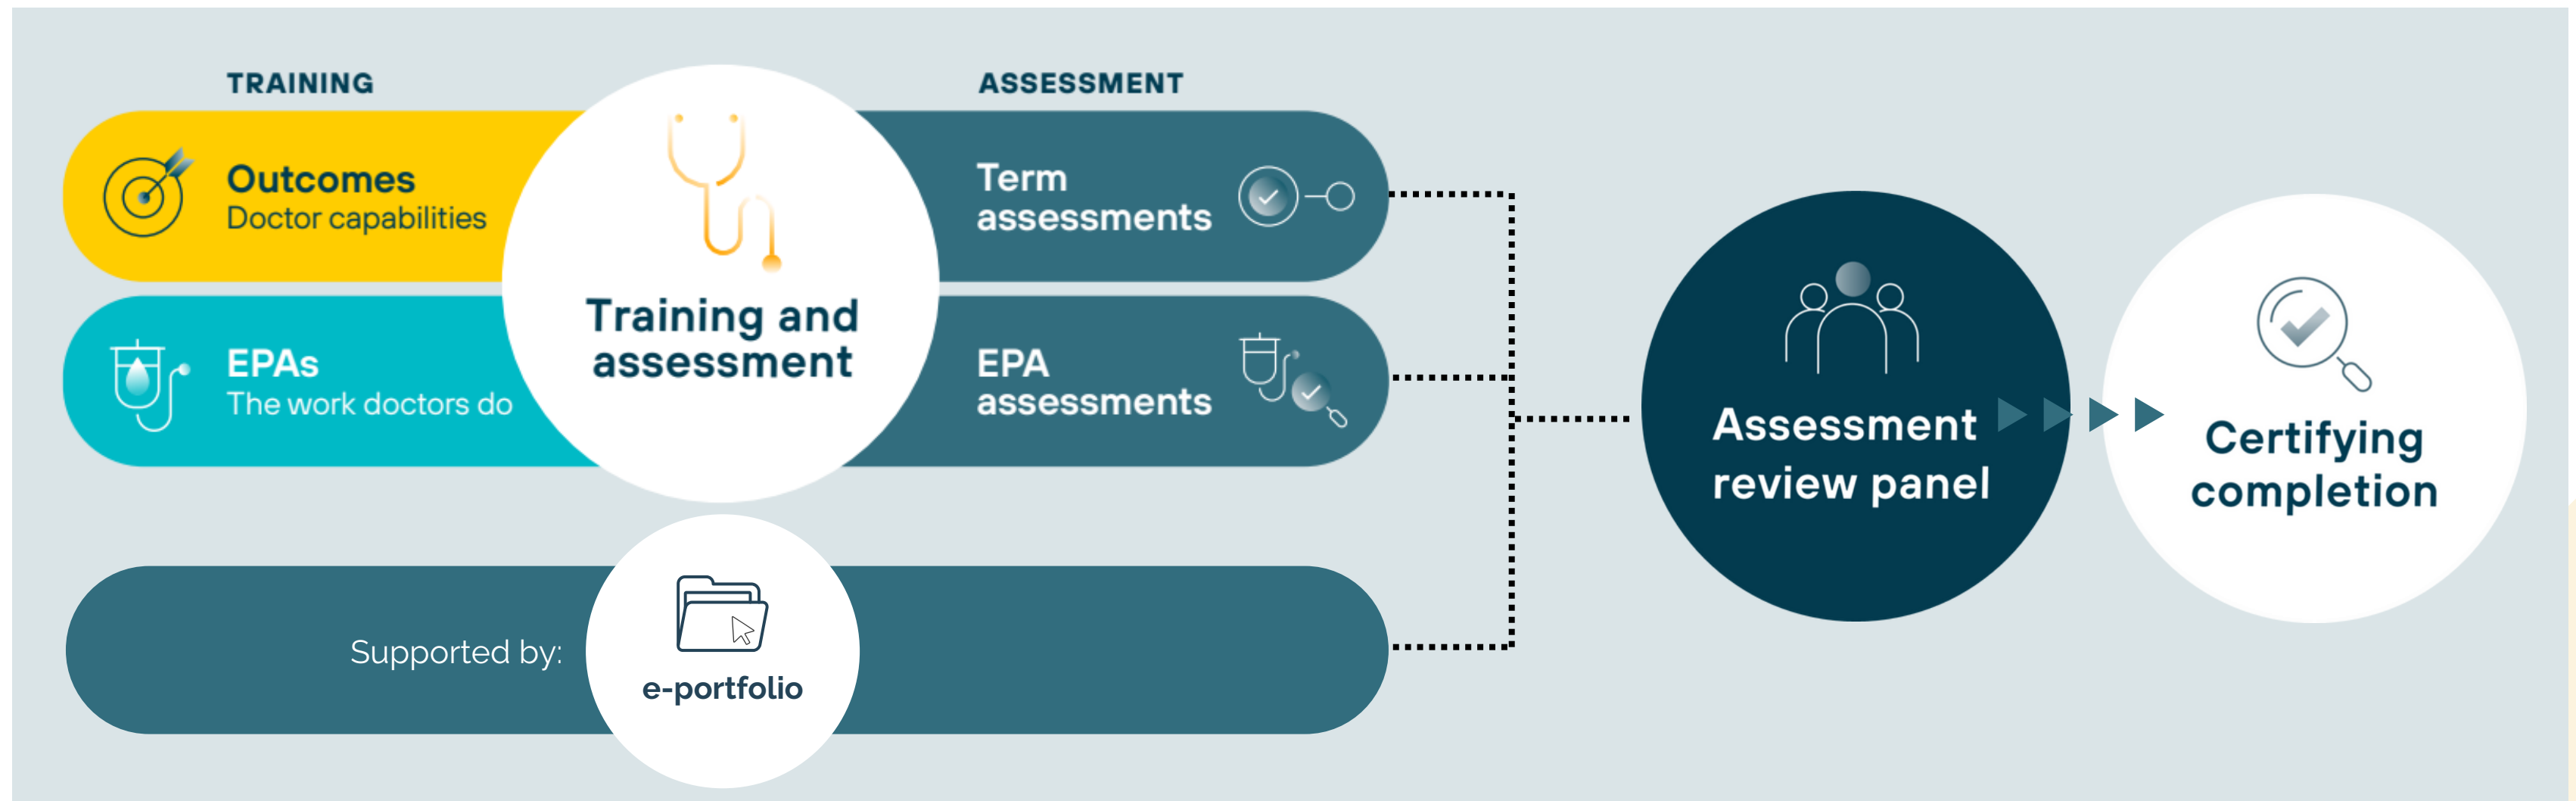 TRAINING
Outcomes
Doctor capabilities
EPAs
The work doctors do
Training and
assessment
ASSESSMENT
Term
assessments
EPA
assessments
Supported by:
e-portfolio
Assessment
review panel
Certifying
completion